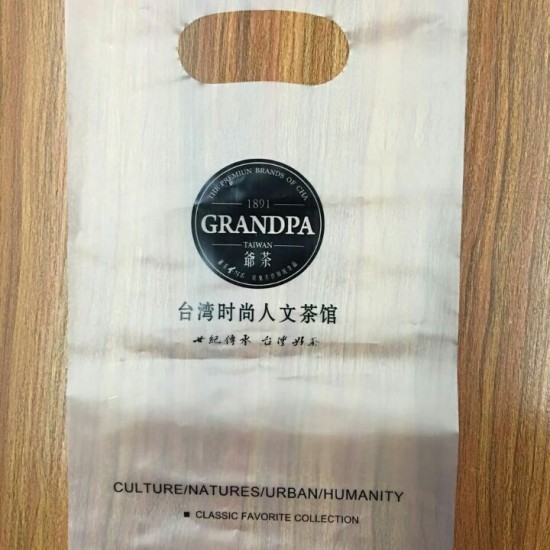 THE PREMIUN BRANDS OF CHA
1891
GRANDPA
TAIWAN
爺茶
台湾时尚人文茶馆
世紀傳承 台灣好茶
CULTURE/NATURES/URBAN/HUMANITY
■ CLASSIC FAVORITE COLLECTION